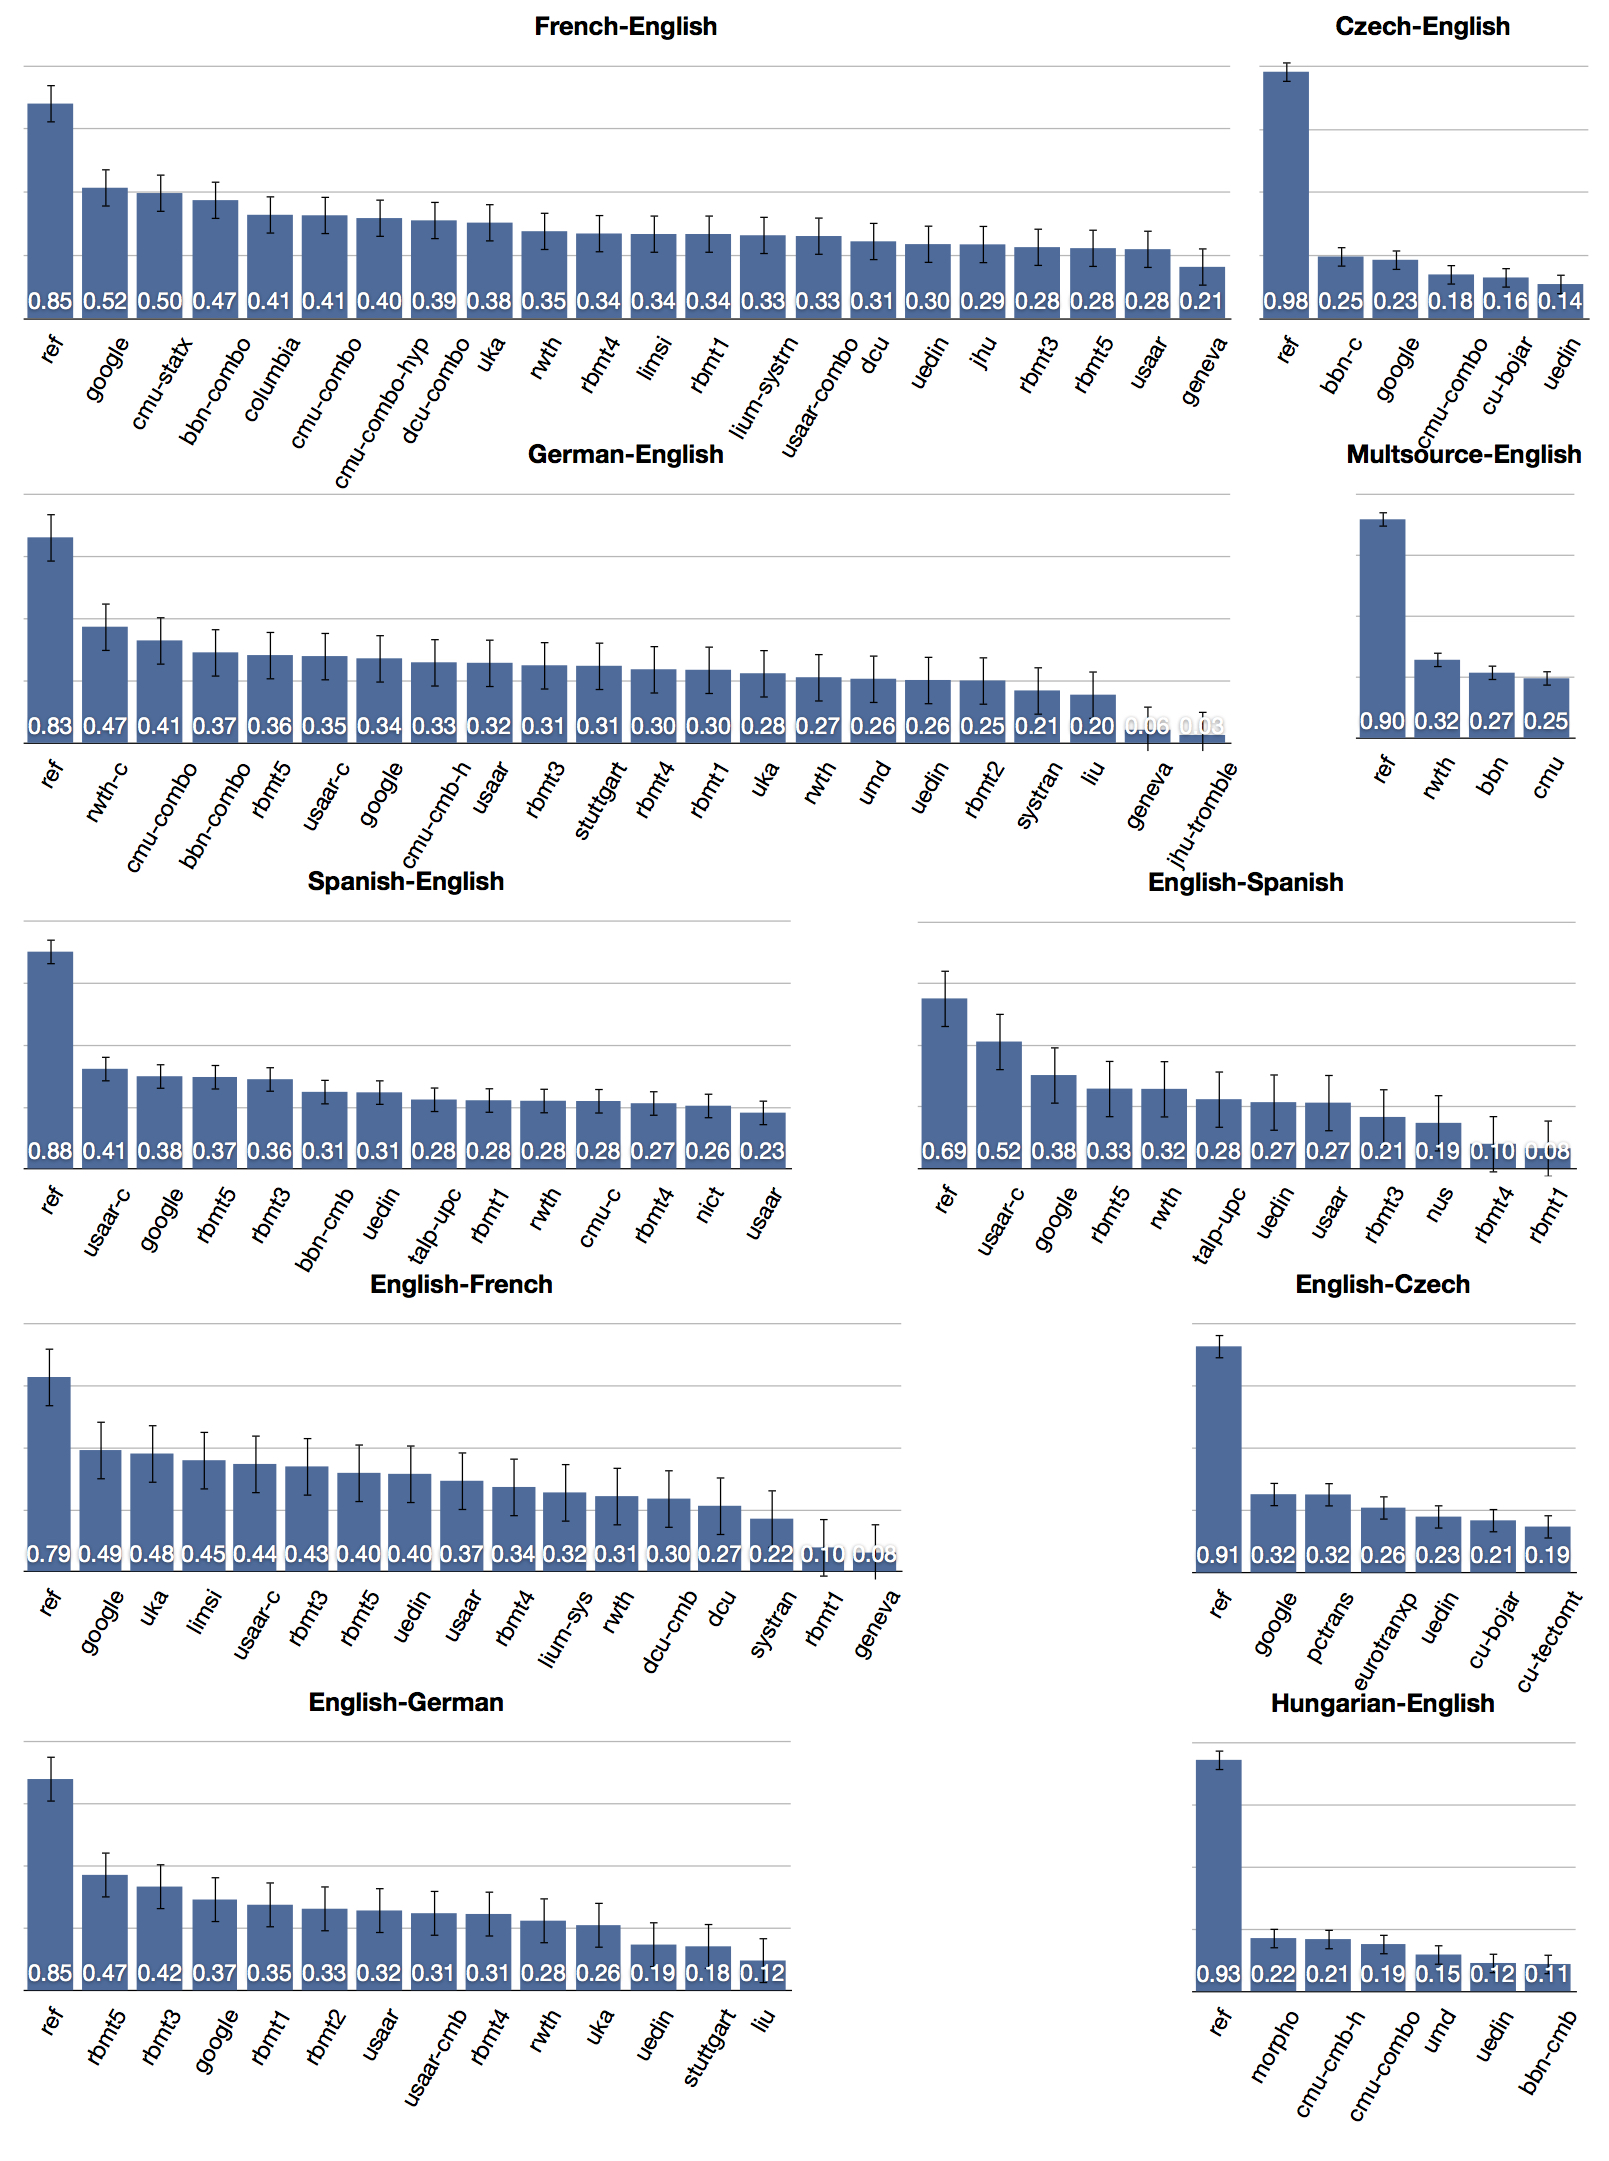 French-English
0.85 0.52 0.50 0.47 0.41 0.41 0.40 0.39 0.38 0.35 0.34 0.34 0.34 0.33 0.33 0.31 0.30 0.29 0.28 0.28 0.28 0.21
ref google cmu-statx bbn-combo columbia cmu-combo cmu-combo-hyp dcu-combo uka rwth rbmt4 limsi rbmt1 lium-systrn usaar-combo dcu uedin jhu rbmt3 rbmt5 usaar geneva
Czech-English
0.98 0.25 0.23 0.18 0.16 0.14
ref bbn-c google cmu-combo cu-bojar uedin
German-English
0.83 0.47 0.41 0.37 0.36 0.35 0.34 0.33 0.32 0.31 0.31 0.30 0.30 0.28 0.27 0.26 0.26 0.25 0.21 0.20 0.06 0.03
ref rwth-c cmu-combo bbn-combo rbmt5 usaar-c google cmu-cmb-h usaar rbmt3 stuttgart rbmt4 rbmt1 uka rwth umd uedin rbmt2 systran liu geneva jhu-tromble
Multsource-English
0.90 0.32 0.27 0.25
ref rwth bbn cmu
Spanish-English
0.88 0.41 0.38 0.37 0.36 0.31 0.31 0.28 0.28 0.28 0.28 0.27 0.26 0.23
ref usaar-c google rbmt5 rbmt3 bbn-cmb uedin talp-upc rbmt1 rwth cmu-c rbmt4 nict usaar
English-Spanish
0.69 0.52 0.38 0.33 0.32 0.28 0.27 0.27 0.21 0.19 0.10 0.08
ref usaar-c google rbmt5 rwth talp-upc uedin usaar rbmt3 nus rbmt4 rbmt1
English-French
0.79 0.49 0.48 0.45 0.44 0.43 0.40 0.40 0.37 0.34 0.32 0.31 0.30 0.27 0.22 0.10 0.08
ref google uka limsi usaar-c rbmt3 rbmt5 uedin usaar rbmt4 lium-sys rwth dcu-cmb dcu systran rbmt1 geneva
English-Czech
0.91 0.32 0.32 0.26 0.23 0.21 0.19
ref google pctrans eurotranxp uedin cu-bojar cu-tectomt
English-German
0.85 0.47 0.42 0.37 0.35 0.33 0.32 0.31 0.31 0.28 0.26 0.19 0.18 0.12
ref rbmt5 rbmt3 google rbmt1 rbmt2 usaar usaar-cmb rbmt4 rwth uka uedin stuttgart liu
Hungarian-English
0.93 0.22 0.21 0.19 0.15 0.12 0.11
ref morpho cmu-cmb-h cmu-combo umd uedin bbn-cmb